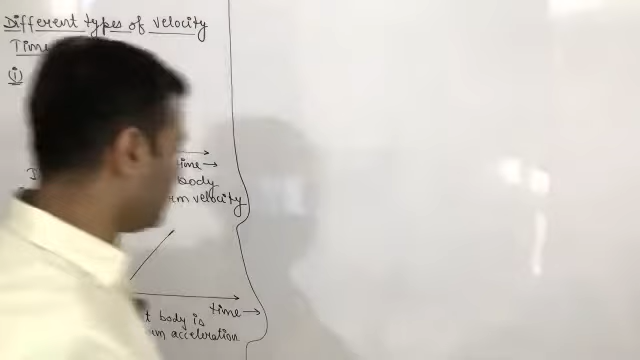 Different types of velocity
Time
(i)
time →
body
velocity
time →
body is
acceleration